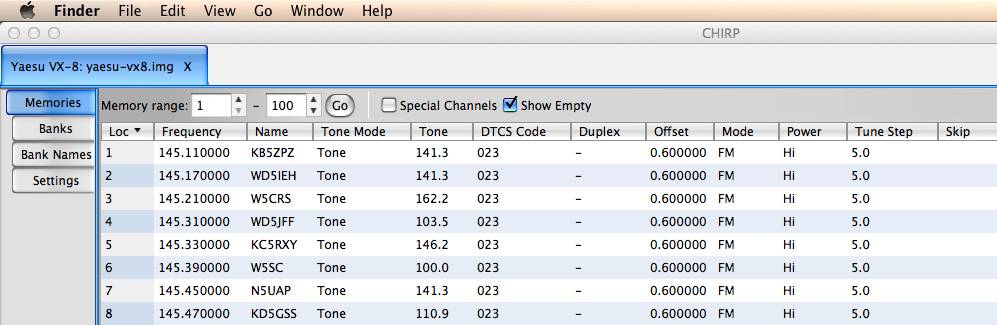 Finder File Edit View Go Window Help
CHIRP
Yaesu VX-8: yaesu-vx8.img X
Memories
Banks
Bank Names
Settings
Memory range: 1 – 100 Go Special Channels Show Empty
Loc Frequency Name Tone Mode Tone DTCS Code Duplex Offset Mode Power Tune Step Skip
1 145.110000 KB5ZPZ Tone 141.3 023 – 0.600000 FM Hi 5.0
2 145.170000 WD5IEH Tone 141.3 023 – 0.600000 FM Hi 5.0
3 145.210000 W5CRS Tone 162.2 023 – 0.600000 FM Hi 5.0
4 145.310000 WD5JFF Tone 103.5 023 – 0.600000 FM Hi 5.0
5 145.330000 KC5RXY Tone 146.2 023 – 0.600000 FM Hi 5.0
6 145.390000 W5SC Tone 100.0 023 – 0.600000 FM Hi 5.0
7 145.450000 N5UAP Tone 141.3 023 – 0.600000 FM Hi 5.0
8 145.470000 KD5GSS Tone 110.9 023 – 0.600000 FM Hi 5.0